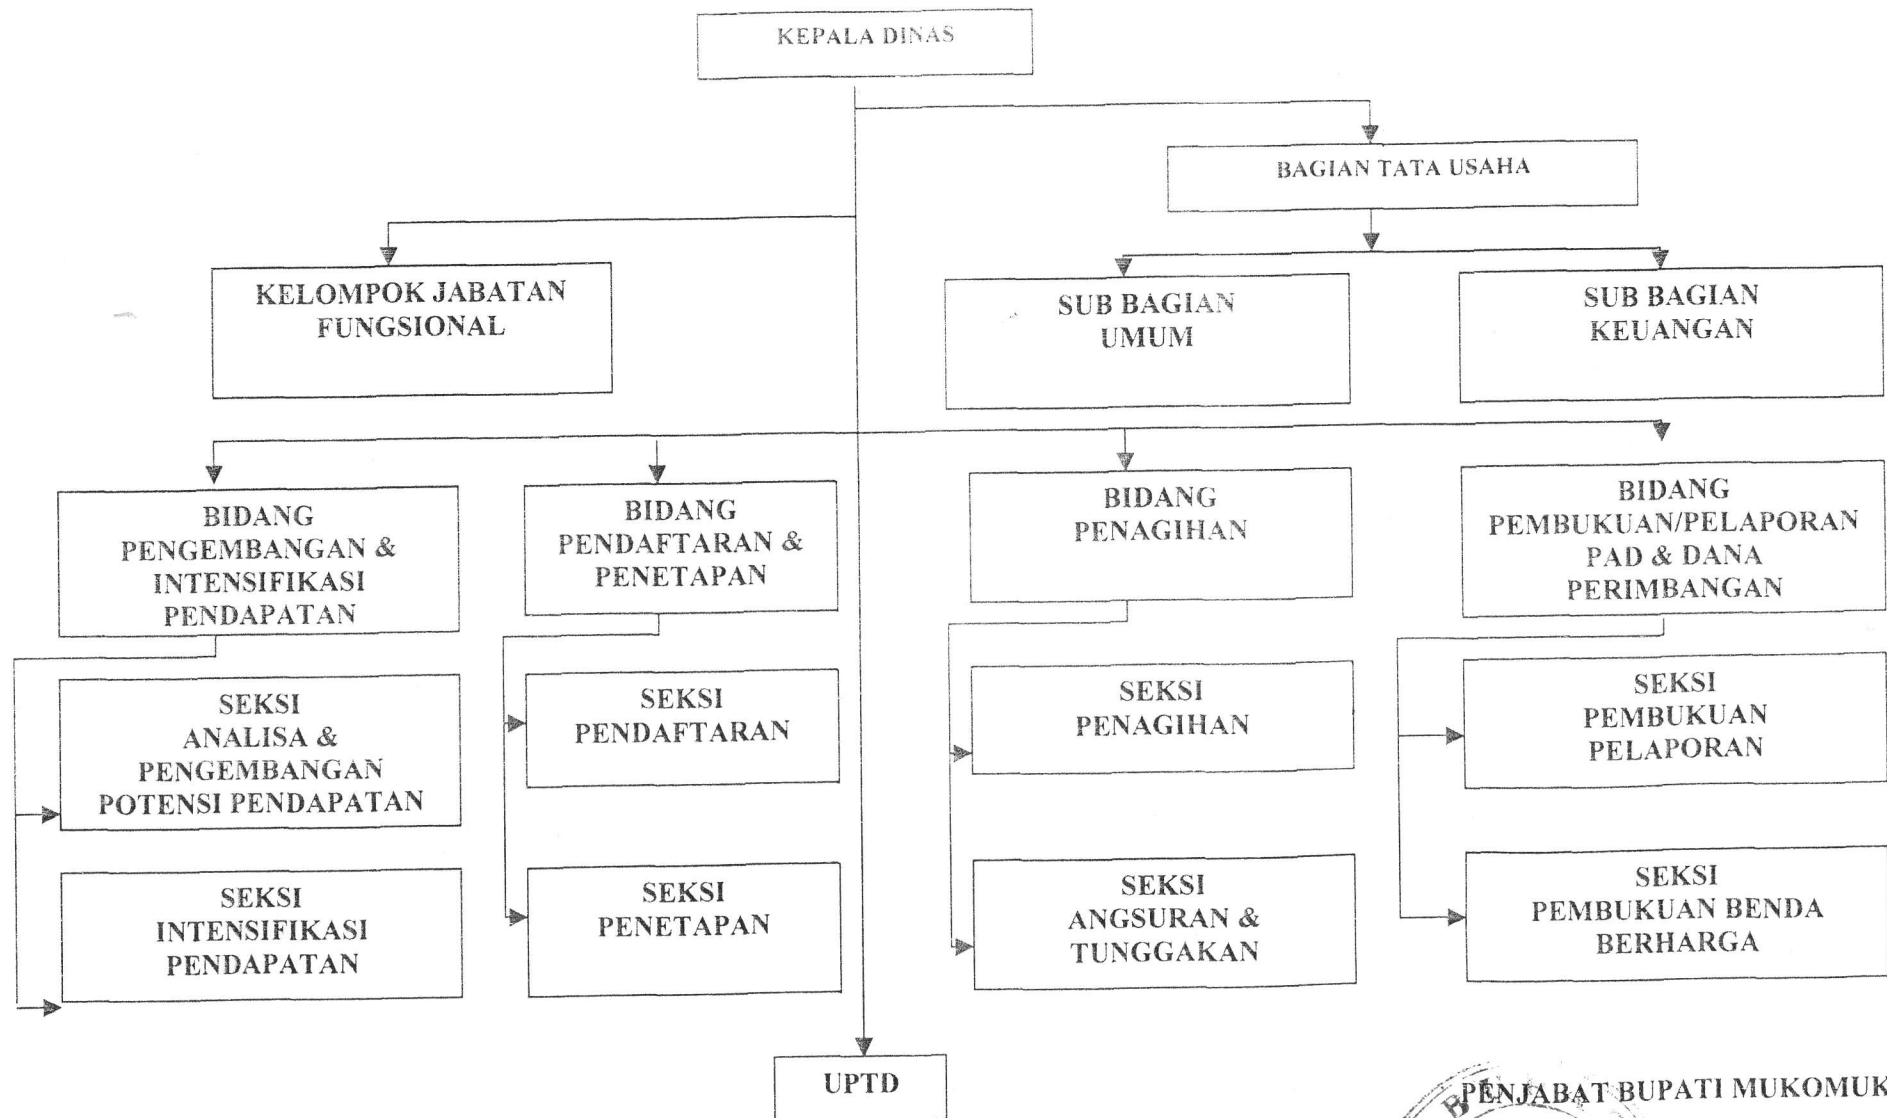 KEPALA DINAS
BAGIAN TATA USAHA
KELOMPOK JABATAN
FUNGSIONAL
SUB BAGIAN
UMUM
SUB BAGIAN
KEUANGAN
BIDANG
PENGEMBANGAN &
INTENSIFIKASI
PENDAPATAN
BIDANG
PENDAFTARAN &
PENETAPAN
BIDANG
PENAGIHAN
BIDANG
PEMBUKUAN/PELAPORAN
PAD & DANA
PERIMBANGAN
SEKSI
ANALISA &
PENGEMBANGAN
POTENSI PENDAPATAN
SEKSI
PENDAFTARAN
SEKSI
PENAGIHAN
SEKSI
PEMBUKUAN
PELAPORAN
SEKSI
INTENSIFIKASI
PENDAPATAN
SEKSI
PENETAPAN
SEKSI
ANGSURAN &
TUNGGAKAN
SEKSI
PEMBUKUAN BENDA
BERHARGA
UPTD
PENJABAT BUPATI MUKOMUK